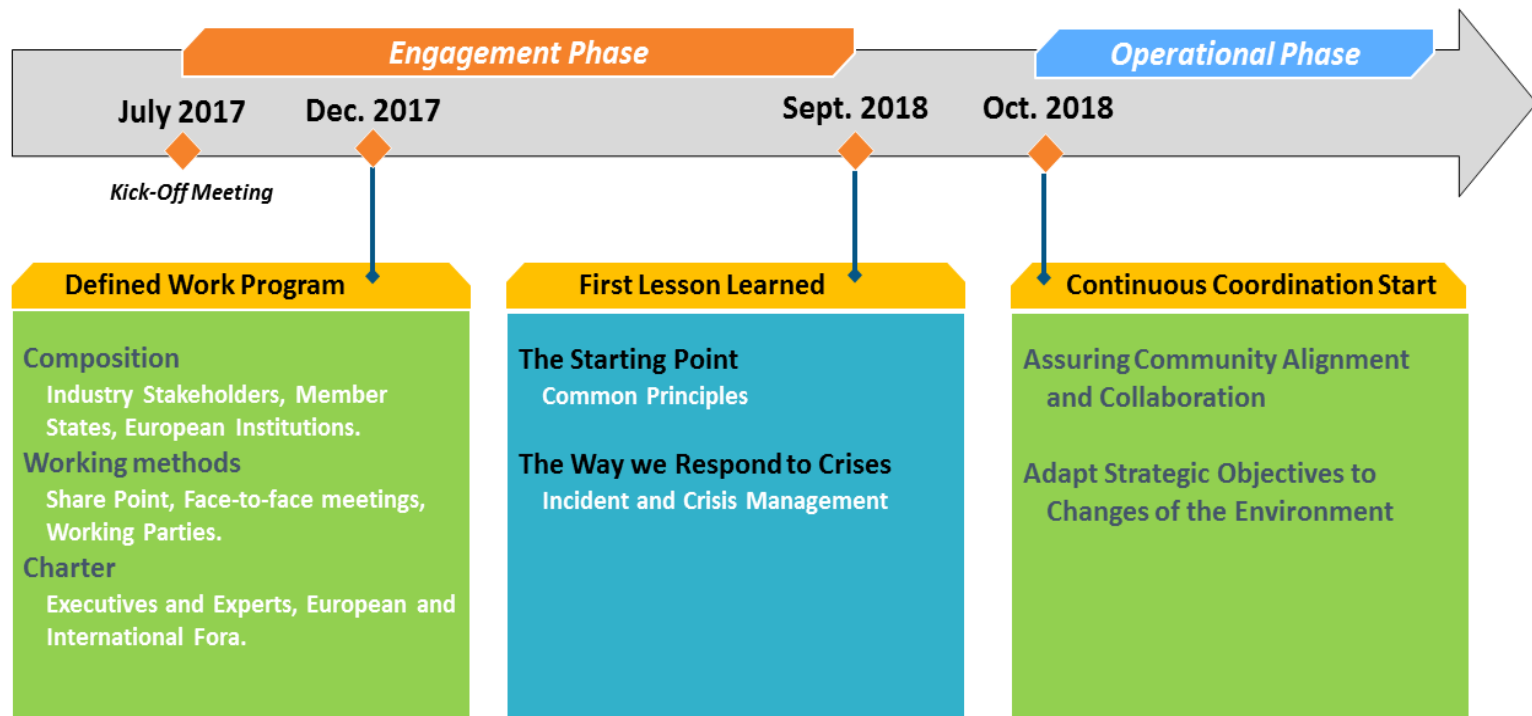 Engagement Phase
Operational Phase
July 2017
Dec. 2017
Sept. 2018
Oct. 2018
Kick-Off Meeting
Defined Work Program
Composition
Industry Stakeholders, Member
States, European Institutions.
Working methods
Share Point, Face-to-face meetings,
Working Parties.
Charter
Executives and Experts, European and
International Fora.
First Lesson Learned
The Starting Point
Common Principles
The Way we Respond to Crises
Incident and Crisis Management
Continuous Coordination Start
Assuring Community Alignment
and Collaboration
Adapt Strategic Objectives to
Changes of the Environment